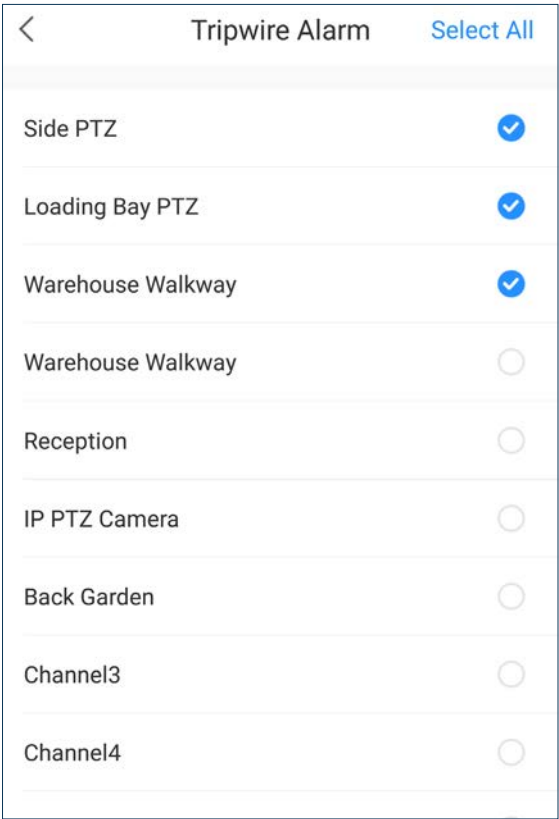 Tripwire Alarm Select All
Side PTZ
Loading Bay PTZ
Warehouse Walkway
Warehouse Walkway
Reception
IP PTZ Camera
Back Garden
Channel3
Channel4